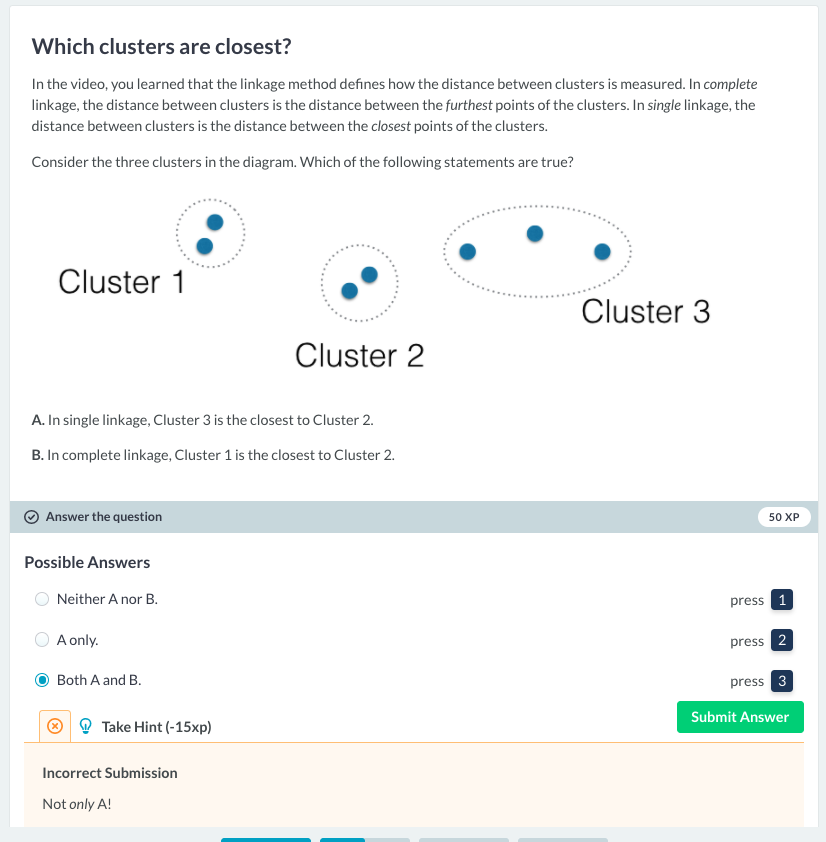 Which clusters are closest?
In the video, you learned that the linkage method defines how the distance between clusters is measured. In complete
linkage, the distance between clusters is the distance between the furthest points of the clusters. In single linkage, the
distance between clusters is the distance between the closest points of the clusters.
Consider the three clusters in the diagram. Which of the following statements are true?
Cluster 1
Cluster 2
Cluster 3
A. In single linkage, Cluster 3 is the closest to Cluster 2.
B. In complete linkage, Cluster 1 is the closest to Cluster 2.
Answer the question
50 XP
Possible Answers
Neither A nor B.
press 1
A only.
press 2
Both A and B.
press 3
Take Hint (-15xp)
Submit Answer
Incorrect Submission
Not only A!